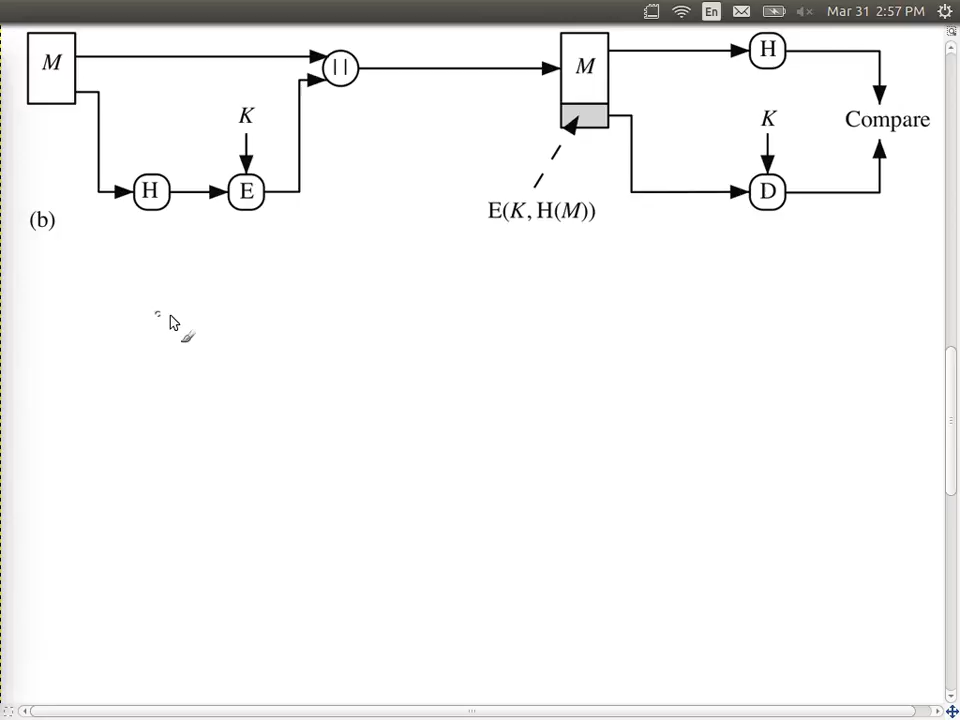 En Mar 31 2:57 PM
M || M H
K K Compare
H E D
E(K, H(M))
(b)